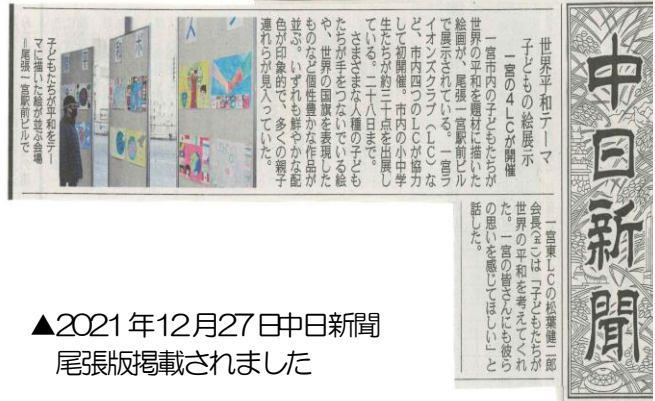 中日新聞
世界平和テーマ
子どもの絵展示
一宮の4LCが開催
一宮市内の子どもたちが
世界の平和を題材に描いた
絵画が、尾張一宮駅前ビル
で展示されている。一宮ラ
イオンズクラブ(LC)な
ど、市内四つのLCが協力
して初開催。市内の小中学
生たちが約三十点を出展し
ている。二十八日まで。
さまざまな人種の子ども
たちが手をつないでいる絵
や、世界の国旗を表現した
ものなど個性豊かな作品が
並ぶ。いずれも鮮やかな配
色が印象的で、多くの親子
連れらが見入っていた。
子どもたちが平和をテー
マに描いた絵が並ぶ会場
=尾張一宮駅前ビルで
一宮東LCの松葉健二郎
会長は「子どもたちが
世界の平和を考えてくれ
た。一宮の皆さんにも彼ら
の思いを感じてほしい」と
話した。
▲2021年12月27日中日新聞
尾張版掲載されました